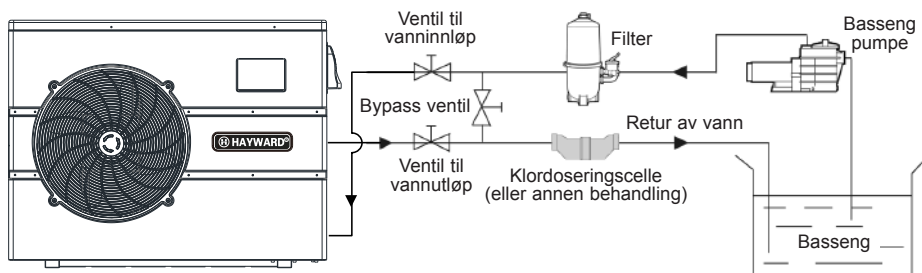 Ventil til
vanninnløp
Filter
Basseng
pumpe
Bypass ventil
HAYWARD®
Retur av vann
Ventil til
vannutløp
Klordoseringscelle
(eller annen behandling)
Basseng